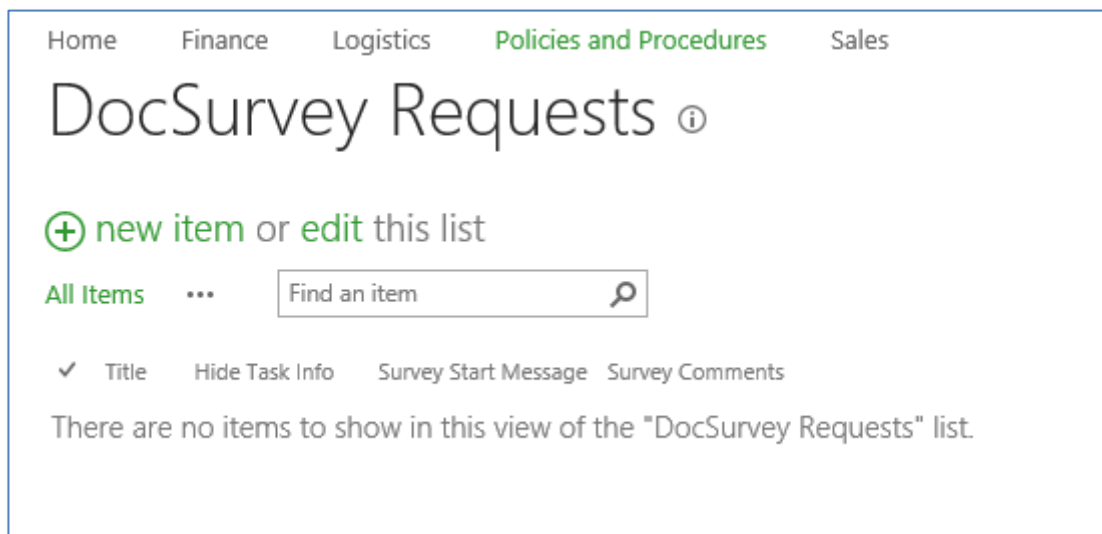 Home Finance Logistics Policies and Procedures Sales
DocSurvey Requests
new item or edit this list
All Items ••• Find an item
Title Hide Task Info Survey Start Message Survey Comments
There are no items to show in this view of the "DocSurvey Requests" list.